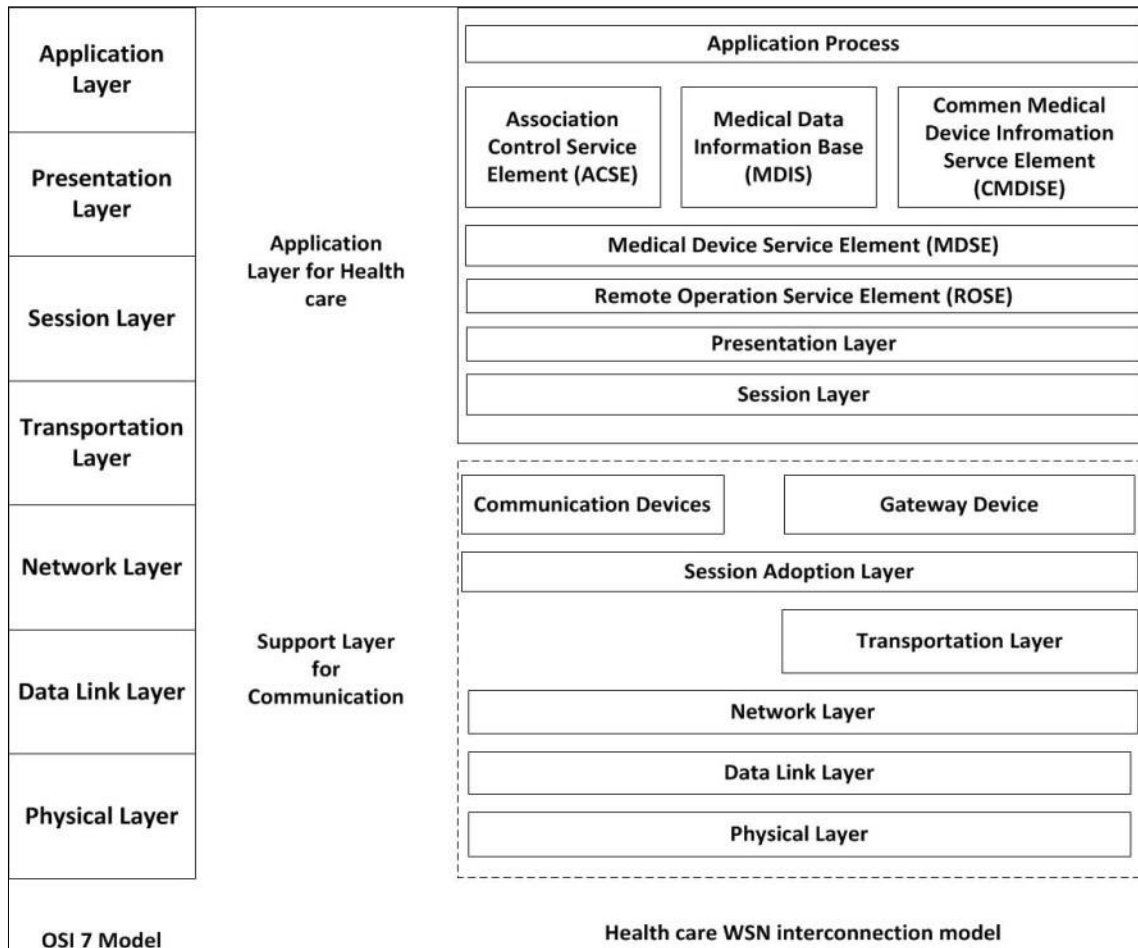 Application
Layer
Presentation
Layer
Session Layer
Transportation
Layer
Network Layer
Data Link Layer
Physical Layer
OSI 7 Model
Application
Layer for Health
care
Support Layer
for
Communication
Application Process
Association
Control Service
Element (ACSE)
Medical Data
Information Base
(MDIS)
Commen Medical
Device Infromation
Servce Element
(CMDISE)
Medical Device Service Element (MDSE)
Remote Operation Service Element (ROSE)
Presentation Layer
Session Layer
Communication Devices
Gateway Device
Session Adoption Layer
Transportation Layer
Network Layer
Data Link Layer
Physical Layer
Health care WSN interconnection model